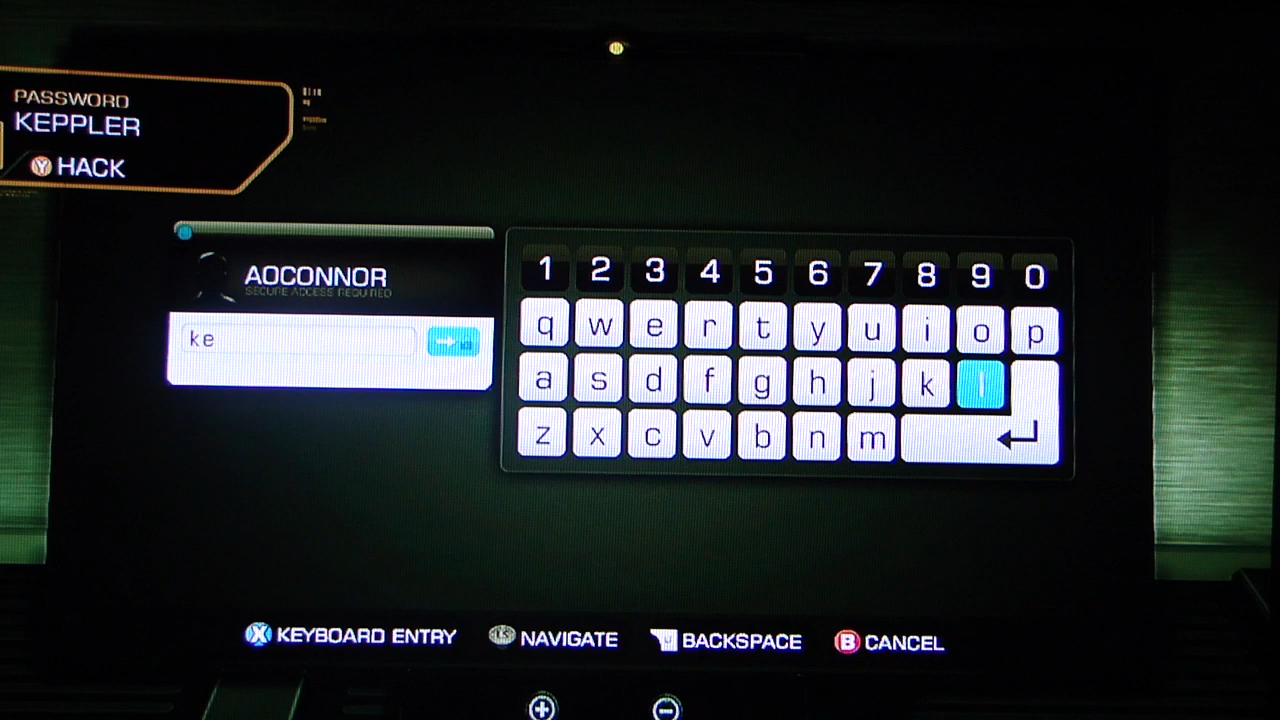 PASSWORD
KEPPLER
Y HACK
AOCONNOR
SECURE ACCESS REQUIRED
ke
1 2 3 4 5 6 7 8 9 0
q w e r t y u i o p
a s d f g h j k l
z x c v b n m
X KEYBOARD ENTRY LS NAVIGATE BACKSPACE B CANCEL